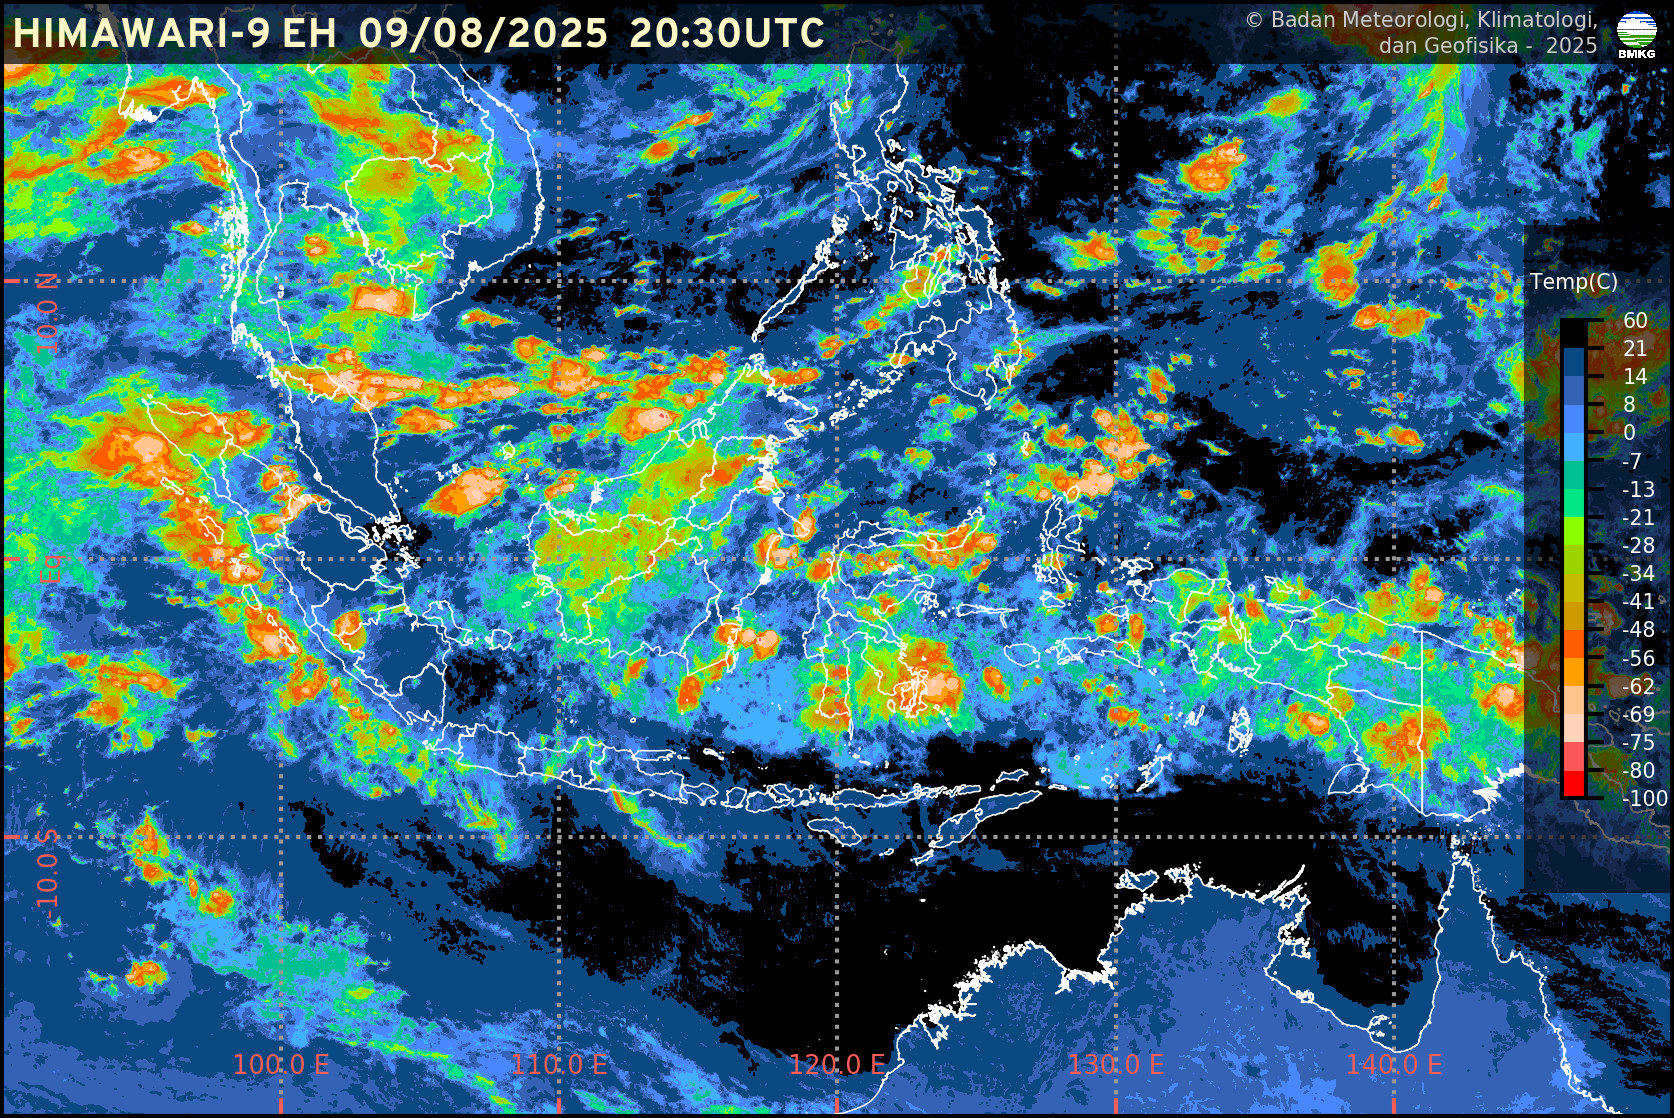 HIMAWARI-9 EH  09/08/2025  20:30UTC
© Badan Meteorologi, Klimatologi,
dan Geofisika -  2025
BMKG
Temp(C)
60
21
14
8
0
-7
-13
-21
-28
-34
-41
-48
-56
-62
-69
-75
-80
-100
10.0 N
Eq
-10.0 S
100.0 E
110.0 E
120.0 E
130.0 E
140.0 E